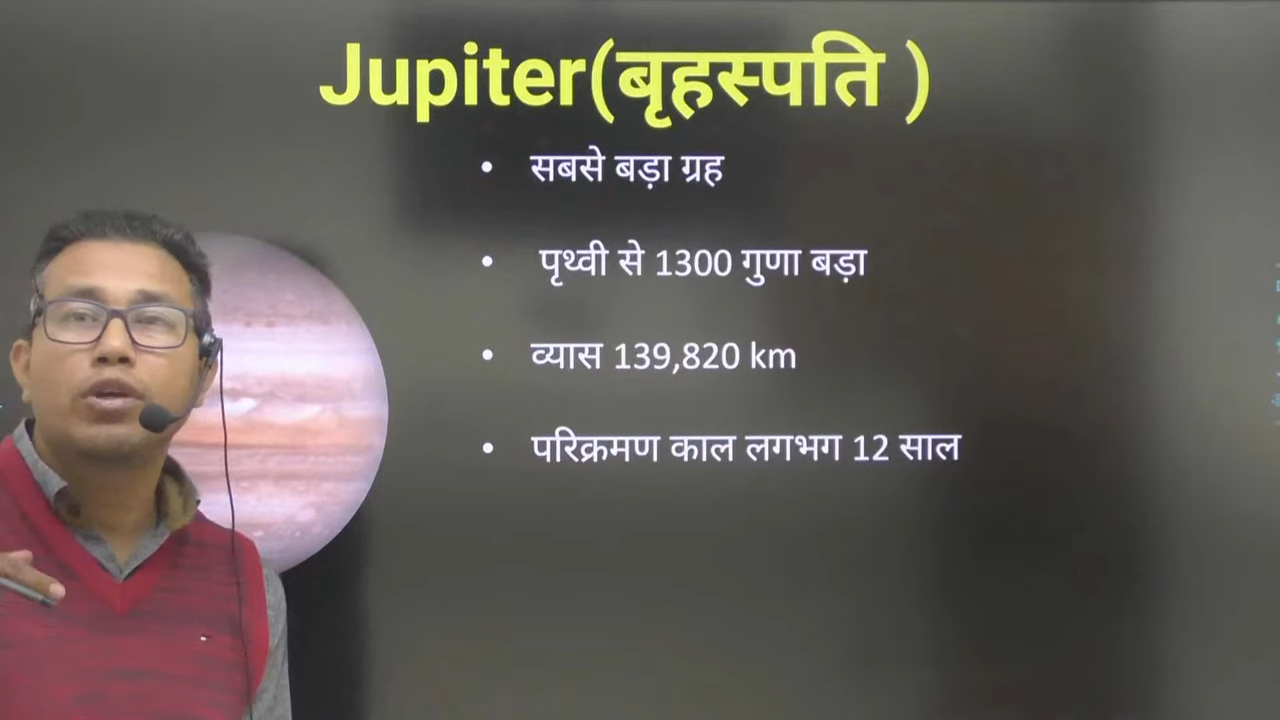 Jupiter(बृहस्पति )
• सबसे बड़ा ग्रह
• पृथ्वी से 1300 गुणा बड़ा
• व्यास 139,820 km
• परिक्रमण काल लगभग 12 साल